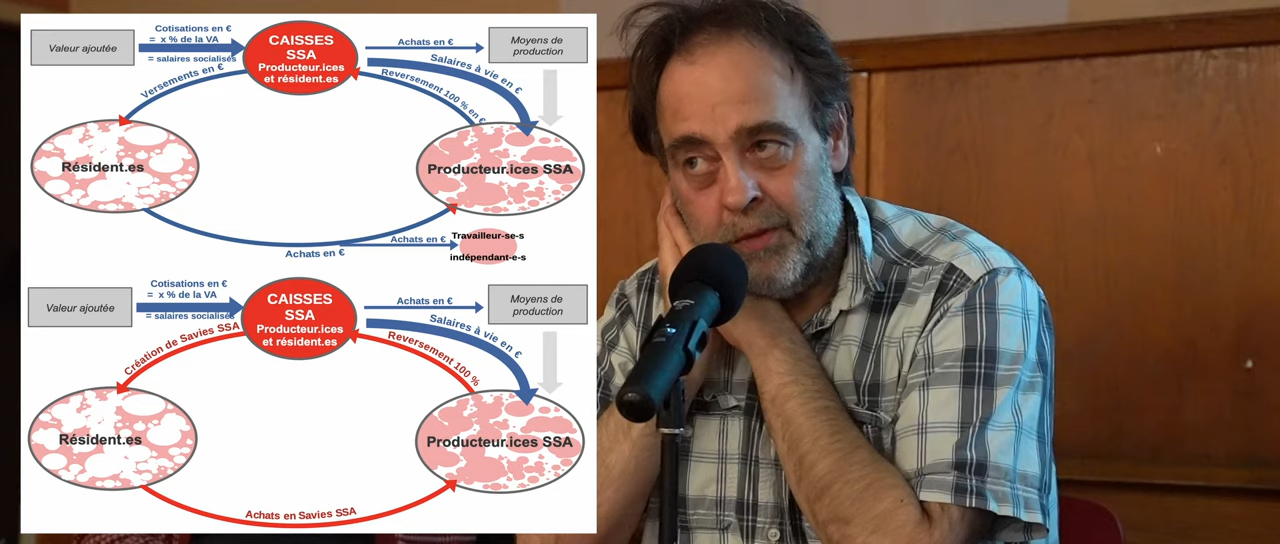 Valeur ajoutée
Cotisations en €
= x % de la VA
= salaires socialisés
CAISSES
SSA
Producteur.ices
et résident.es
Achats en €
Moyens de
production
Salaires à vie en €
Versements en €
Reversement 100 % en €
Résident.es
Producteur.ices SSA
Achats en €
Achats en €
Travailleur-se-s
indépendant-e-s
Valeur ajoutée
Cotisations en €
= x % de la VA
= salaires socialisés
CAISSES
SSA
Producteur.ices
et résident.es
Achats en €
Moyens de
production
Salaires à vie en €
Création de Savies SSA
Reversement 100 %
Résident.es
Producteur.ices SSA
Achats en Savies SSA